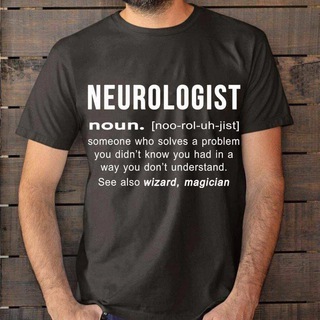 NEUROLOGIST
noun. [noo-rol-uh-jist]
someone who solves a problem
you didn't know you had in a
way you don't understand.
See also wizard, magician